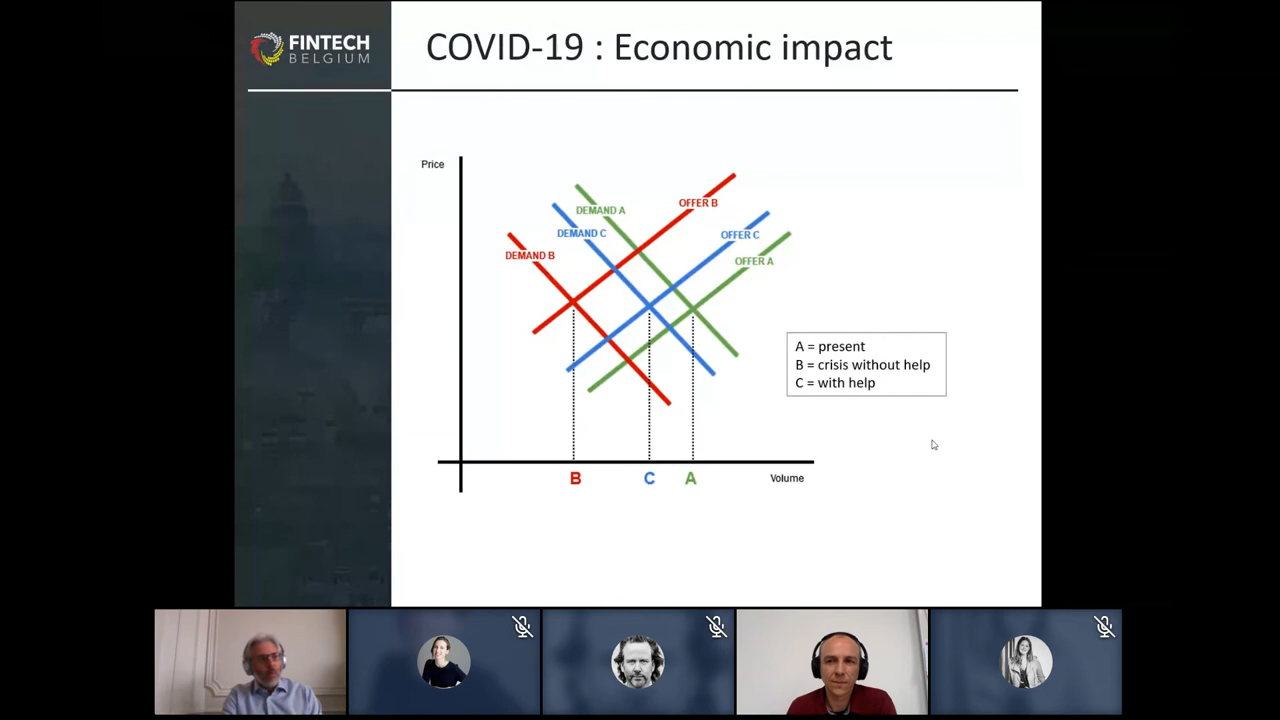 FINTECH
BELGIUM
COVID-19 : Economic impact
Price
DEMAND A
OFFER B
DEMAND C
OFFER C
DEMAND B
OFFER A
A = present
B = crisis without help
C = with help
B
C
A
Volume